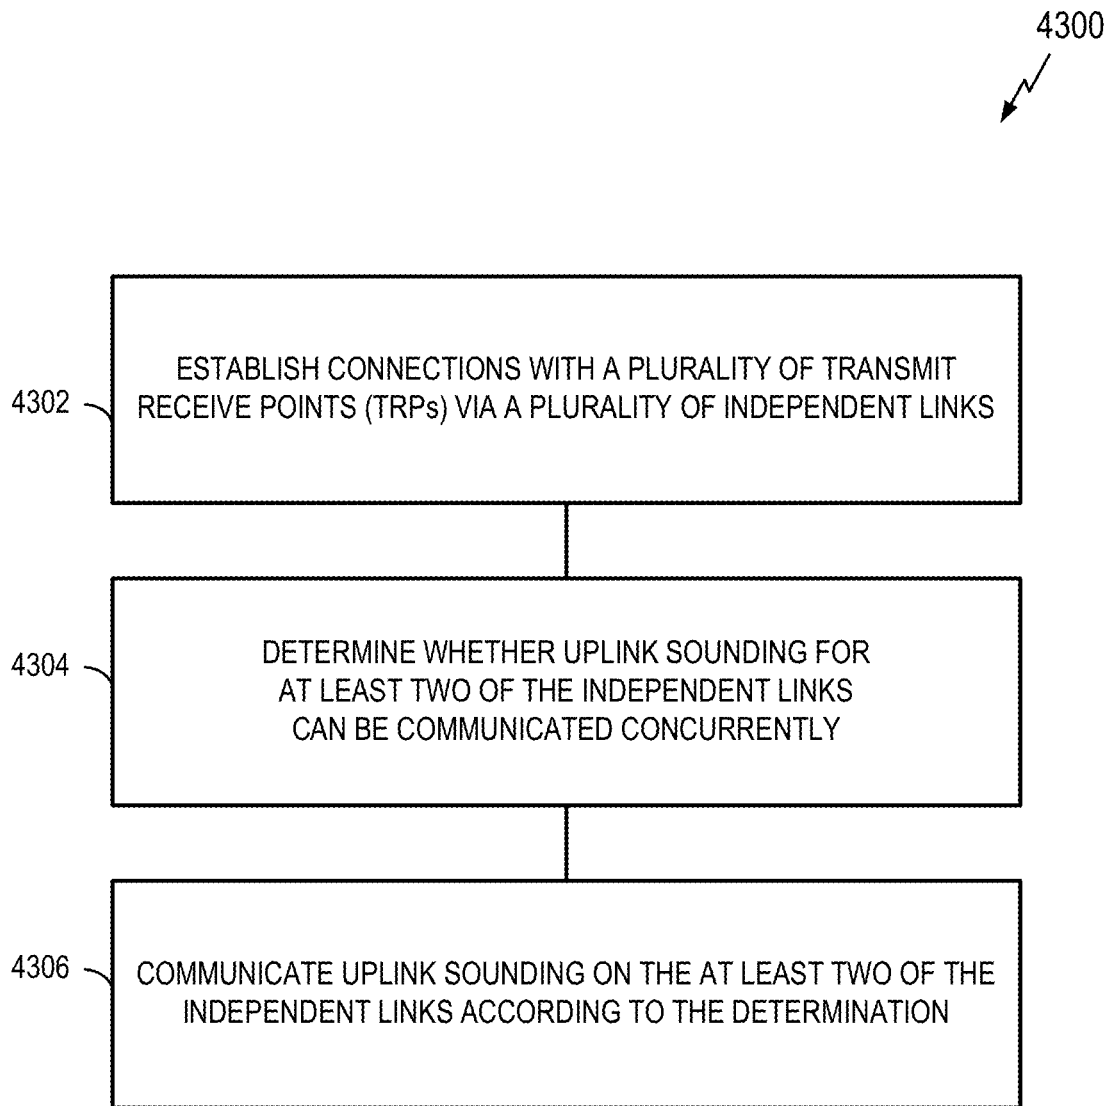 4300
4302
ESTABLISH CONNECTIONS WITH A PLURALITY OF TRANSMIT
RECEIVE POINTS (TRPs) VIA A PLURALITY OF INDEPENDENT LINKS
4304
DETERMINE WHETHER UPLINK SOUNDING FOR
AT LEAST TWO OF THE INDEPENDENT LINKS
CAN BE COMMUNICATED CONCURRENTLY
4306
COMMUNICATE UPLINK SOUNDING ON THE AT LEAST TWO OF THE
INDEPENDENT LINKS ACCORDING TO THE DETERMINATION